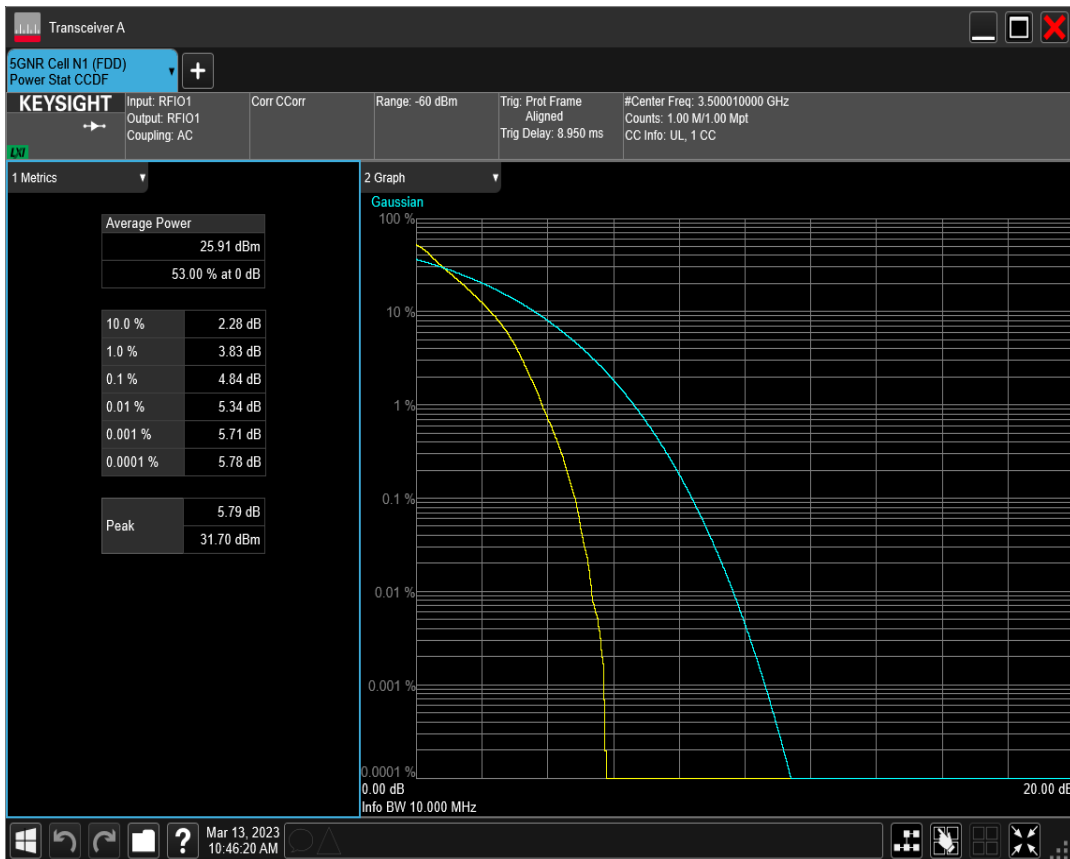 Transceiver A
5GNR Cell N1 (FDD)
Power Stat CCDF
+
KEYSIGHT
LXI
Input: RFIO1
Output: RFIO1
Coupling: AC
Corr CCorr
Range: -60 dBm
Trig: Prot Frame
Aligned
Trig Delay: 8.950 ms
#Center Freq: 3.500010000 GHz
Counts: 1.00 M/1.00 Mpt
CC Info: UL, 1 CC
1 Metrics
Average Power
25.91 dBm
53.00 % at 0 dB
10.0 % 2.28 dB
1.0 % 3.83 dB
0.1 % 4.84 dB
0.01 % 5.34 dB
0.001 % 5.71 dB
0.0001 % 5.78 dB
Peak
5.79 dB
31.70 dBm
2 Graph
Gaussian
100 %
10 %
1 %
0.1 %
0.01 %
0.001 %
0.0001 %
0.00 dB 20.00 dB
Info BW 10.000 MHz
?
Mar 13, 2023
10:46:20 AM